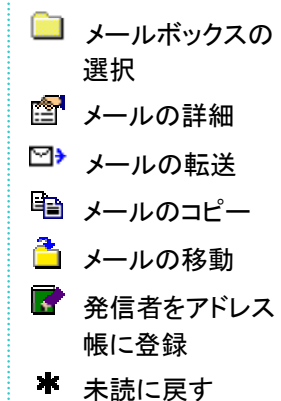 メールボックスの
選択
メールの詳細
メールの転送
メールのコピー
メールの移動
発信者をアドレス
帳に登録
未読に戻す